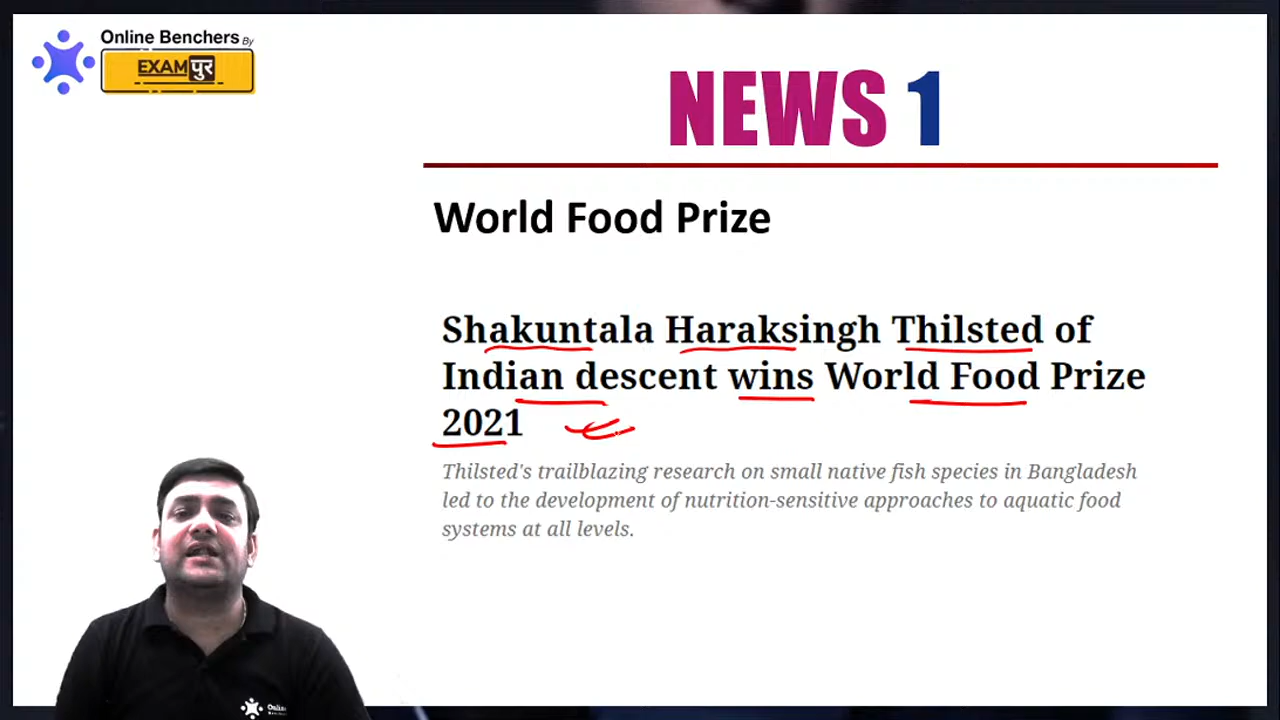 Online Benchers By
EXAMपुर
NEWS 1
World Food Prize
Shakuntala Haraksingh Thilsted of
Indian descent wins World Food Prize
2021
Thilsted's trailblazing research on small native fish species in Bangladesh
led to the development of nutrition-sensitive approaches to aquatic food
systems at all levels.
Online